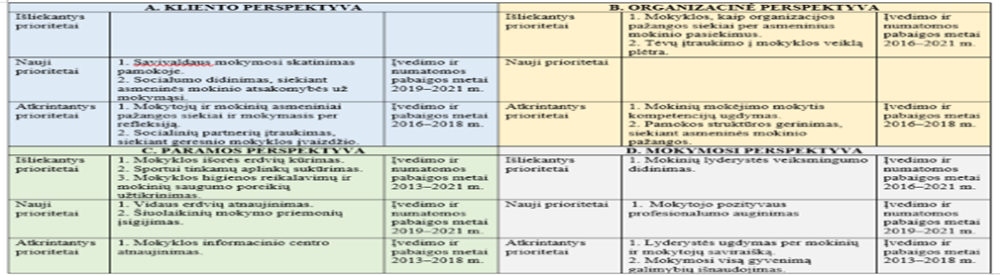 A. KLIENTO PERSPEKTYVA
Išliekantys
prioritetai
Nauji
prioritetai
1. Savivaldaus mokymosi skatinimas
pamokoje.
2. Socialumo didinimas, siekiant
asmeninės mokinio atsakomybės už
mokymąsi.
Įvedimo ir
numatomos
pabaigos metai
2019–2021 m.
Atkrintantys
prioritetai
1. Mokytojų ir mokinių asmeniniai
pažangos siekiai ir mokymasis per
refleksiją.
2. Socialinių partnerių įtraukimas,
siekiant geresnio mokyklos įvaizdžio.
Įvedimo ir
numatomos
pabaigos metai
2016–2018 m.
B. ORGANIZACINĖ PERSPEKTYVA
Išliekantys
prioritetai
1. Mokyklos, kaip organizacijos
pažangos siekiai per asmeninius
mokinio pasiekimus.
2. Tėvų įtraukimo į mokyklos veiklą
plėtra.
Įvedimo ir
numatomos
pabaigos metai
2016–2021 m.
Nauji prioritetai
Atkrintantys
prioritetai
1. Mokinių mokėjimo mokytis
kompetencijų ugdymas.
2. Pamokos struktūros gerinimas,
siekiant asmeninės mokinio
pažangos.
Įvedimo ir
numatomos
pabaigos metai
2016–2018 m.
C. PARAMOS PERSPEKTYVA
Išliekantys
prioritetai
1. Mokyklos išorės erdvių kūrimas.
2. Sportui tinkamų aplinkų sukūrimas.
3. Mokyklos higienos reikalavimų ir
mokinių saugumo poreikių
užtikrinimas.
Įvedimo ir
numatomos
pabaigos metai
2013–2021 m.
Nauji
prioritetai
1. Vidaus erdvių atnaujinimas.
2. Šiuolaikinių mokymo priemonių
įsigijimas.
Įvedimo ir
numatomos
pabaigos metai
2019–2021 m.
Atkrintantys
prioritetai
1. Mokyklos informacinio centro
atnaujinimas.
Įvedimo ir
numatomos
pabaigos metai
2013–2018 m.
D. MOKYMOSI PERSPEKTYVA
Išliekantys
prioritetai
1. Mokinių lyderystės veiksmingumo
didinimas.
Įvedimo ir
numatomos
pabaigos metai
2016–2021 m.
Nauji
prioritetai
1. Mokytojo pozityvaus
profesionalumo auginimas
Įvedimo ir
numatomos
pabaigos metai
2019–2021 m.
Atkrintantys
prioritetai
1. Lyderystės ugdymas per mokinių
ir mokytojų saviraišką.
2. Mokymosi visą gyvenimą
galimybių išnaudojimas.
Įvedimo ir
numatomos
pabaigos metai
2013–2018 m.